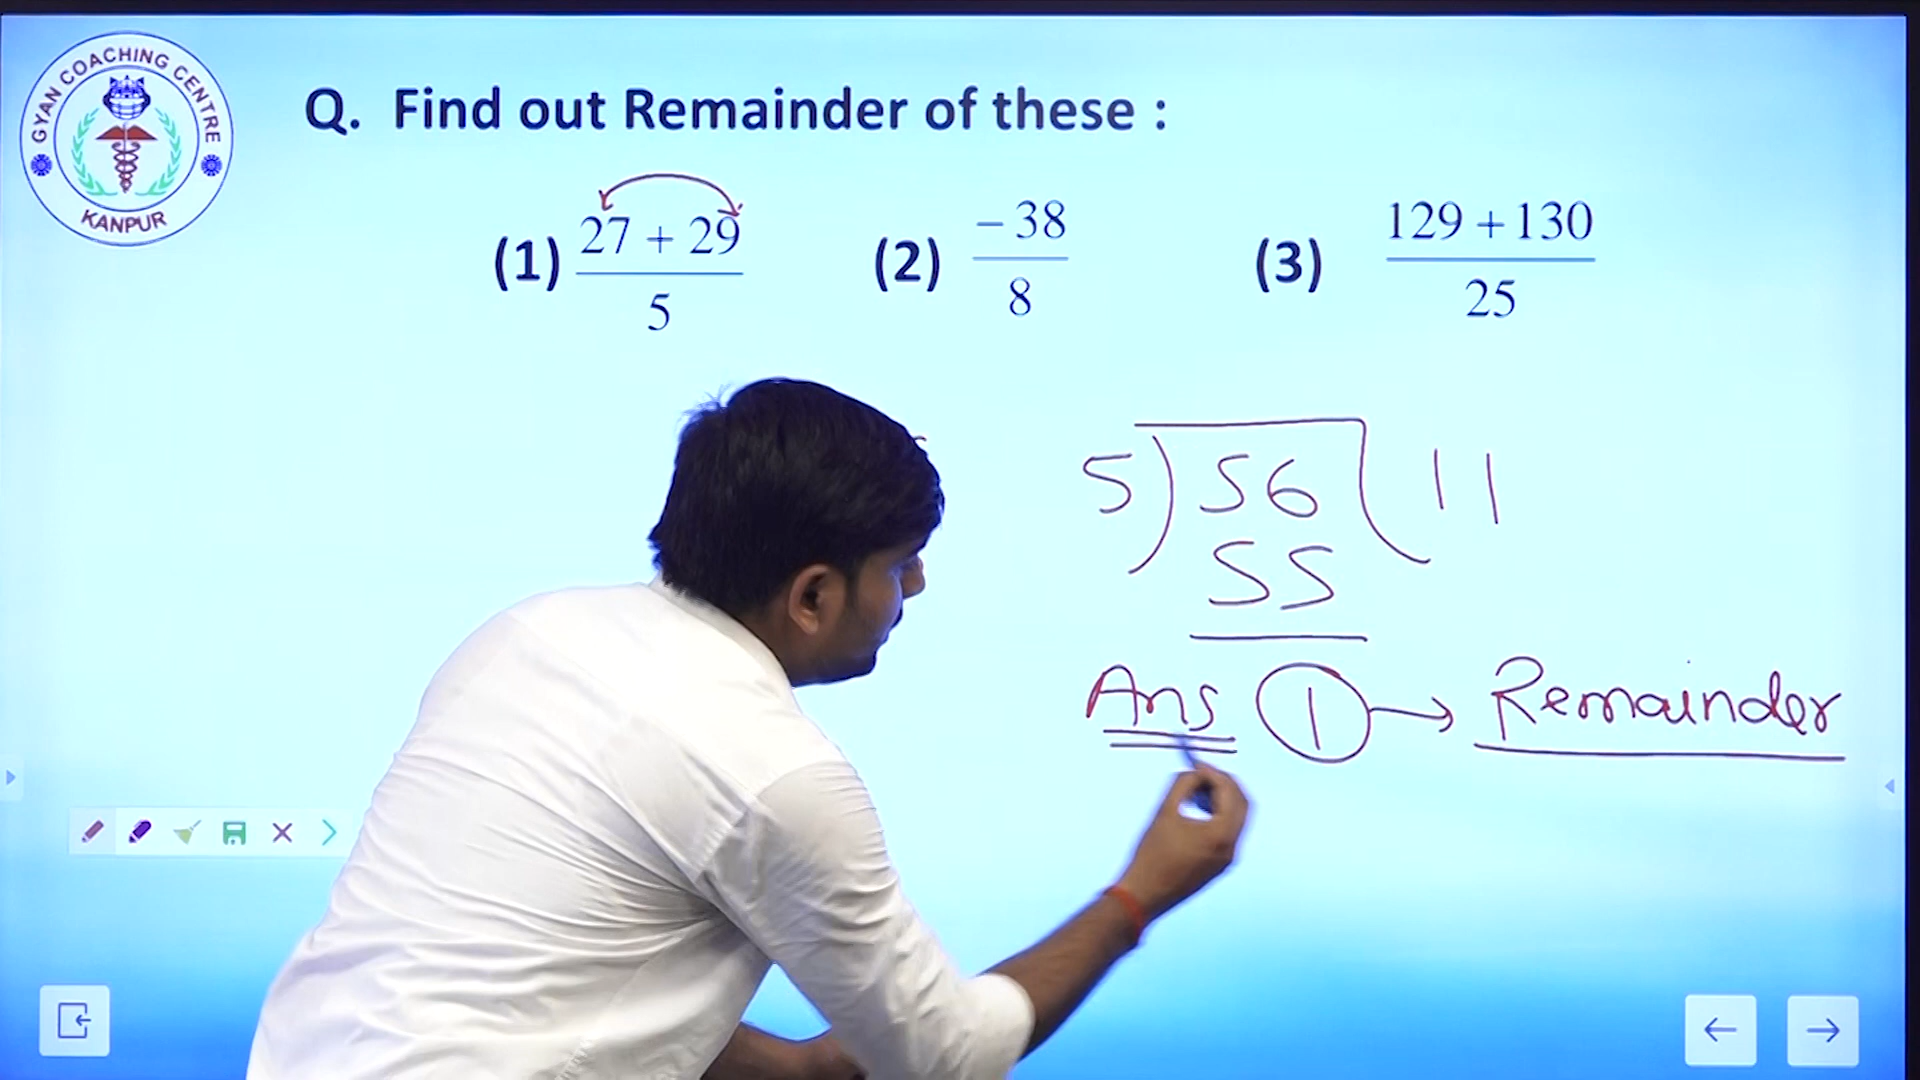 GYAN COACHING CENTRE
KANPUR
Q. Find out Remainder of these :
(1) 27 + 29 / 5
(2) – 38 / 8
(3) 129 + 130 / 25
5) 56 ( 11
55
Ans 1 → Remainder